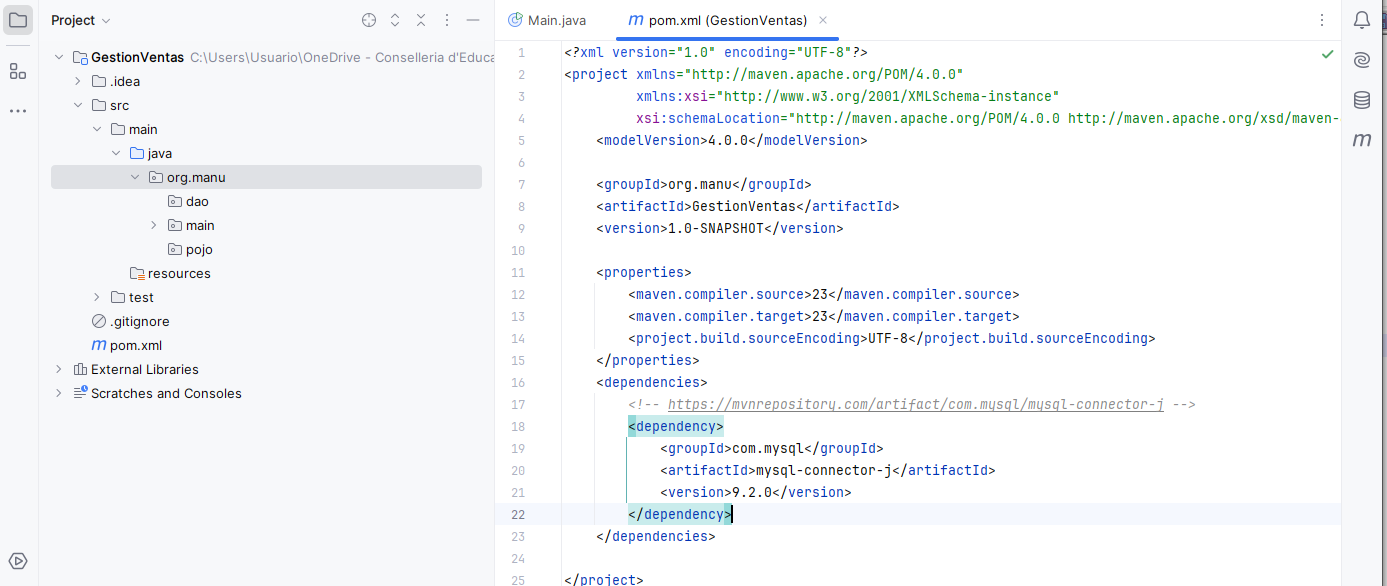 Project
GestionVentas C:\Users\Usuario\OneDrive - Conselleria d'Educa
.idea
src
main
java
org.manu
dao
main
pojo
resources
test
.gitignore
m pom.xml
External Libraries
Scratches and Consoles
Main.java
m pom.xml (GestionVentas)
1 <?xml version="1.0" encoding="UTF-8"?>
2 <project xmlns="http://maven.apache.org/POM/4.0.0"
3 xmlns:xsi="http://www.w3.org/2001/XMLSchema-instance"
4 xsi:schemaLocation="http://maven.apache.org/POM/4.0.0 http://maven.apache.org/xsd/maven-
5 <modelVersion>4.0.0</modelVersion>
6
7 <groupId>org.manu</groupId>
8 <artifactId>GestionVentas</artifactId>
9 <version>1.0-SNAPSHOT</version>
10
11 <properties>
12 <maven.compiler.source>23</maven.compiler.source>
13 <maven.compiler.target>23</maven.compiler.target>
14 <project.build.sourceEncoding>UTF-8</project.build.sourceEncoding>
15 </properties>
16 <dependencies>
17 <!-- https://mvnrepository.com/artifact/com.mysql/mysql-connector-j -->
18 <dependency>
19 <groupId>com.mysql</groupId>
20 <artifactId>mysql-connector-j</artifactId>
21 <version>9.2.0</version>
22 </dependency>
23 </dependencies>
24
25 </project>
m